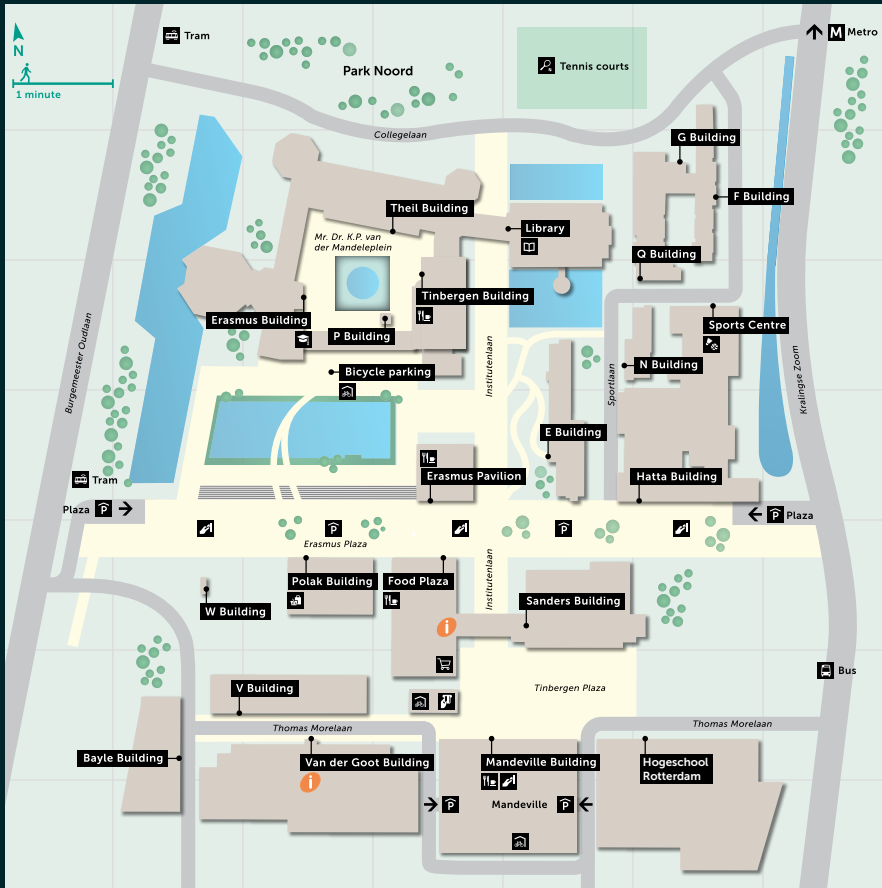 Tram
N
1 minute
M Metro
Park Noord
Tennis courts
Collegelaan
G Building
F Building
Theil Building
Library
Mr. Dr. K.P. van
der Mandeleplein
Q Building
Tinbergen Building
Erasmus Building
P Building
Sports Centre
Burgemeester Oudlaan
Institutenlaan
Sportlaan
Kralingse Zoom
N Building
Bicycle parking
E Building
Erasmus Pavilion
Hatta Building
Tram
Plaza P
P Plaza
P
P
Erasmus Plaza
Institutenlaan
Polak Building
Food Plaza
W Building
Sanders Building
i
Bus
V Building
Tinbergen Plaza
Thomas Morelaan
Thomas Morelaan
Bayle Building
Van der Goot Building
Mandeville Building
Hogeschool
Rotterdam
i
P
Mandeville
P